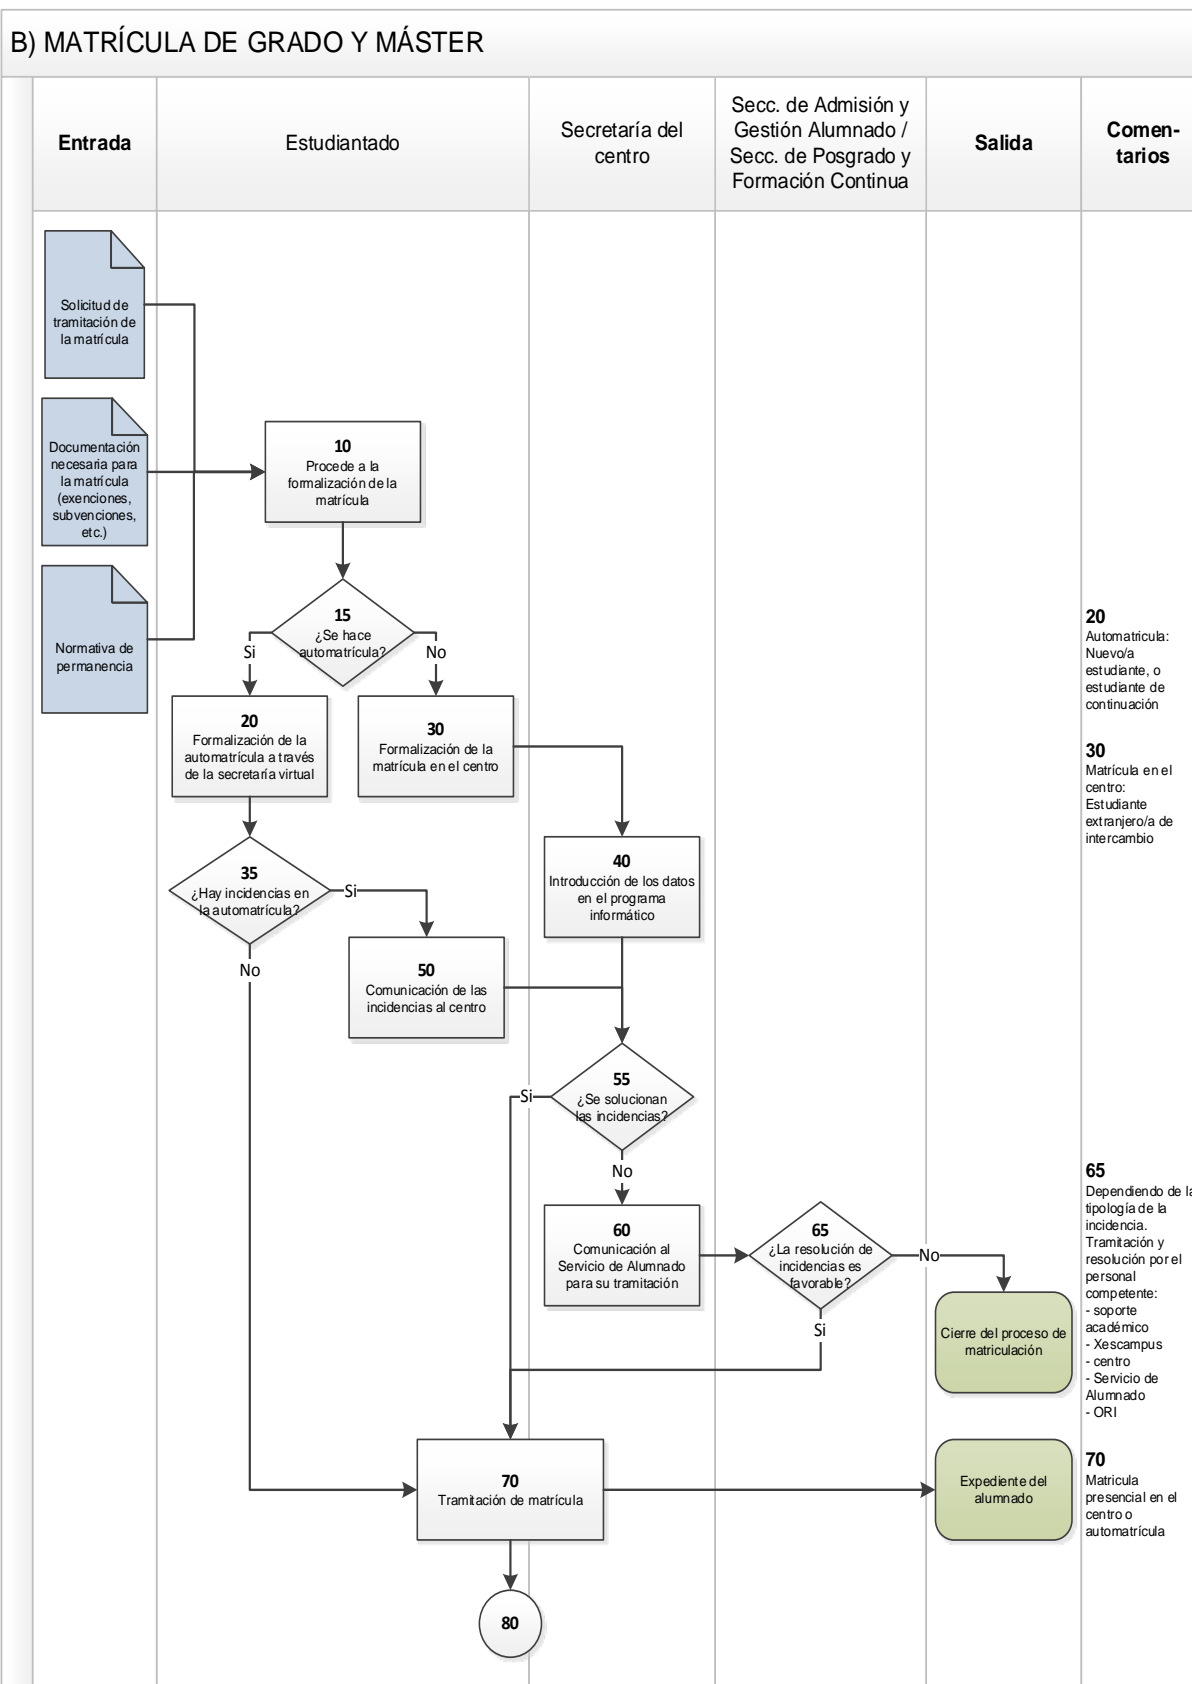 B) MATRÍCULA DE GRADO Y MÁSTER
Entrada
Estudiantado
Secretaría del
centro
Secc. de Admisión y
Gestión Alumnado /
Secc. de Posgrado y
Formación Continua
Salida
Comen-
tarios
Solicitud de
tramitación de
la matrícula
Documentación
necesaria para
la matrícula
(exenciones,
subvenciones,
etc.)
Normativa de
permanencia
10
Procede a la
formalización de la
matrícula
15
¿Se hace
automatrícula?
Si
No
20
Formalización de la
automatrícula a través
de la secretaría virtual
30
Formalización de la
matrícula en el centro
35
¿Hay incidencias en
la automatrícula?
Si
No
40
Introducción de los datos
en el programa
informático
50
Comunicación de las
incidencias al centro
55
¿Se solucionan
las incidencias?
Si
No
60
Comunicación al
Servicio de Alumnado
para su tramitación
65
¿La resolución de
incidencias es
favorable?
No
Si
Cierre del proceso de
matriculación
70
Tramitación de matrícula
Expediente del
alumnado
80
20
Automatricula:
Nuevo/a
estudiante, o
estudiante de
continuación
30
Matrícula en el
centro:
Estudiante
extranjero/a de
intercambio
65
Dependiendo de la
tipología de la
incidencia.
Tramitación y
resolución por el
personal
competente:
- soporte
académico
- Xescampus
- centro
- Servicio de
Alumnado
- ORI
70
Matricula
presencial en el
centro o
automatrícula